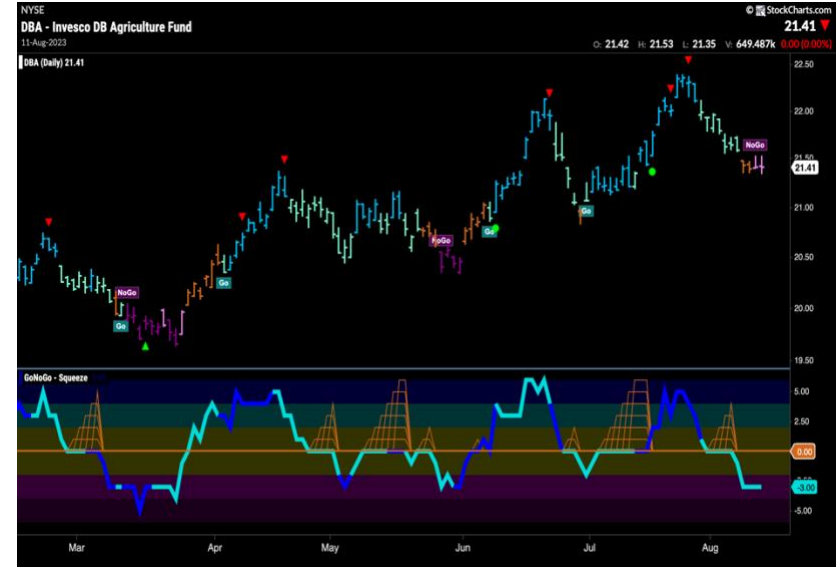 NYSE
© StockCharts.com
DBA - Invesco DB Agriculture Fund
21.41
11-Aug-2023
O: 21.42 H: 21.53 L: 21.35 V: 649.487k 0.00 (0.00%)
DBA (Daily) 21.41
22.50
22.00
NoGo
21.50
21.41
21.00
Go
Go
NoGo
20.50
Go
NoGo
20.00
Go
19.50
GoNoGo - Squeeze
5.00
2.50
0.00
-3.00
-5.00
Mar Apr May Jun Jul Aug